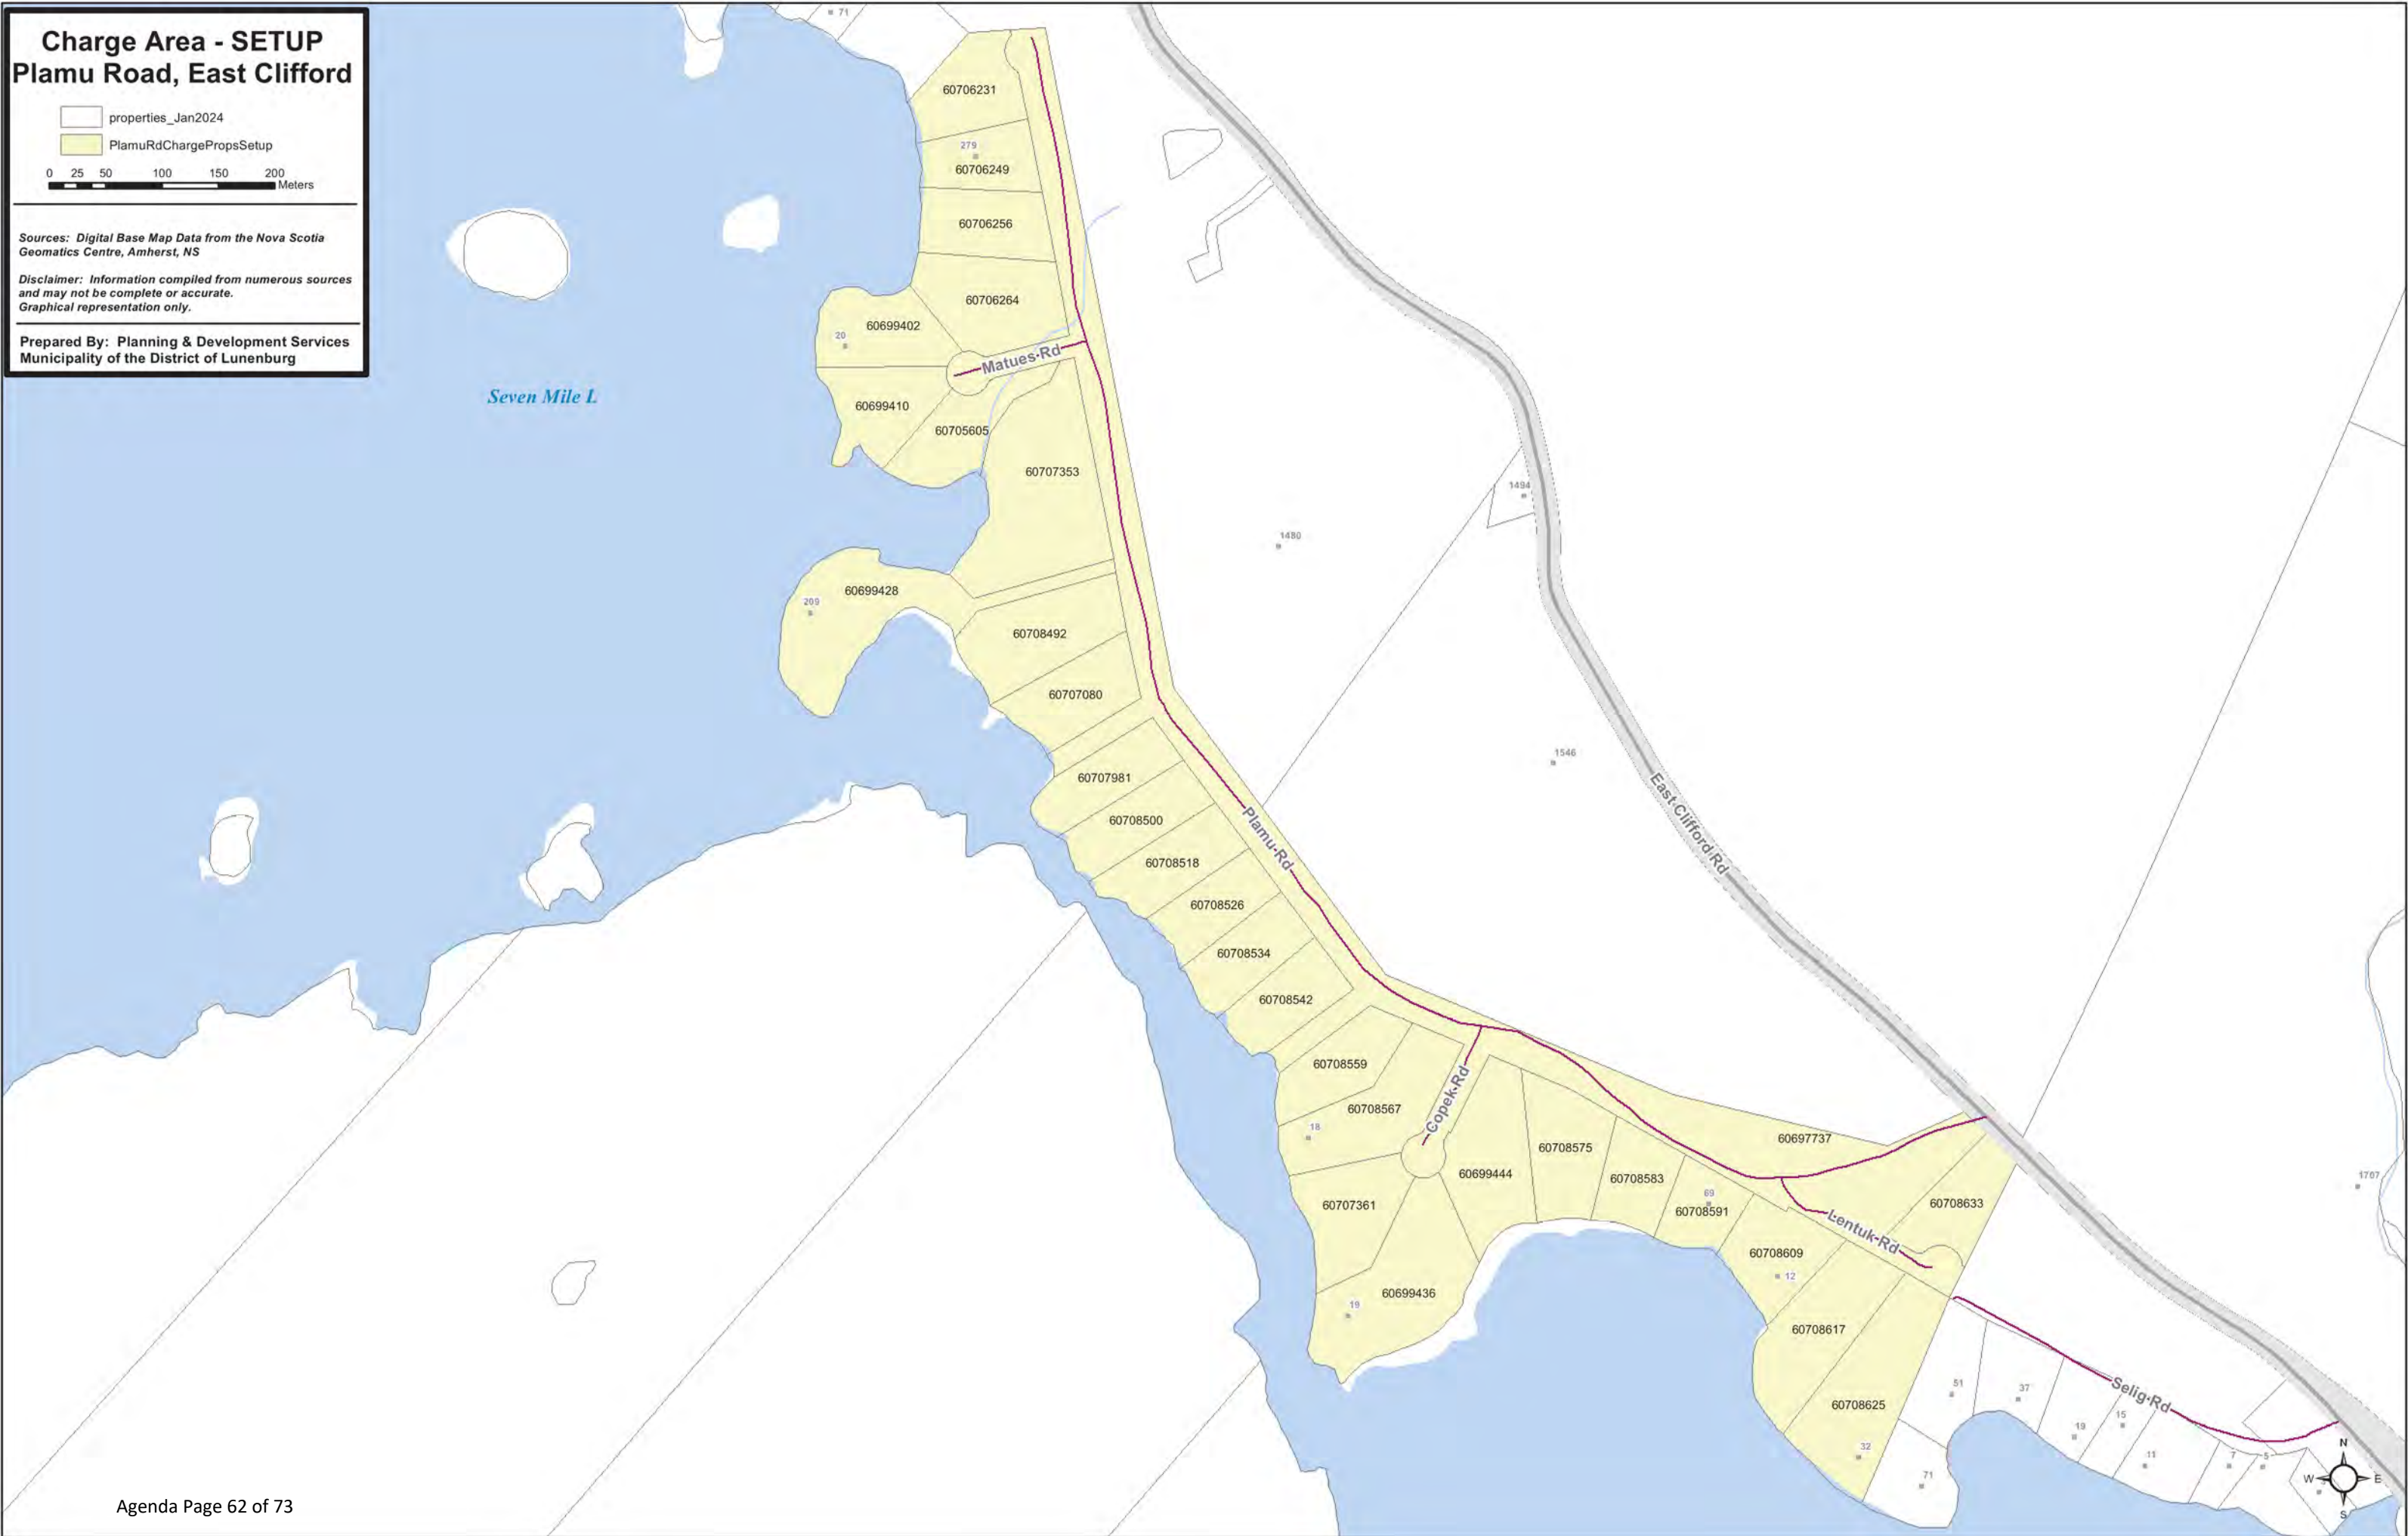 Charge Area - SETUP
Plamu Road, East Clifford
properties_Jan2024
PlamuRdChargePropsSetup
0 25 50 100 150 200
Meters
Sources: Digital Base Map Data from the Nova Scotia
Geomatics Centre, Amherst, NS
Disclaimer: Information compiled from numerous sources
and may not be complete or accurate.
Graphical representation only.
Prepared By: Planning & Development Services
Municipality of the District of Lunenburg
71
60706231
279
60706249
60706256
60706264
60699402
20
Matues Rd
Seven Mile L
60699410
60705605
60707353
1494
1480
60699428
209
60708492
60707080
1546
60707981
60708500
Plamu Rd
East Clifford Rd
60708518
60708526
60708534
60708542
60708559
60708567
18
Copek Rd
60697737
60708575
60699444
60708583
1707
69
60708591
60708633
60707361
Lentuk Rd
60708609
12
60699436
19
60708617
60708625
51
37
Selig Rd
19
15
11
7
5
32
71
N
W
E
S
Agenda Page 62 of 73